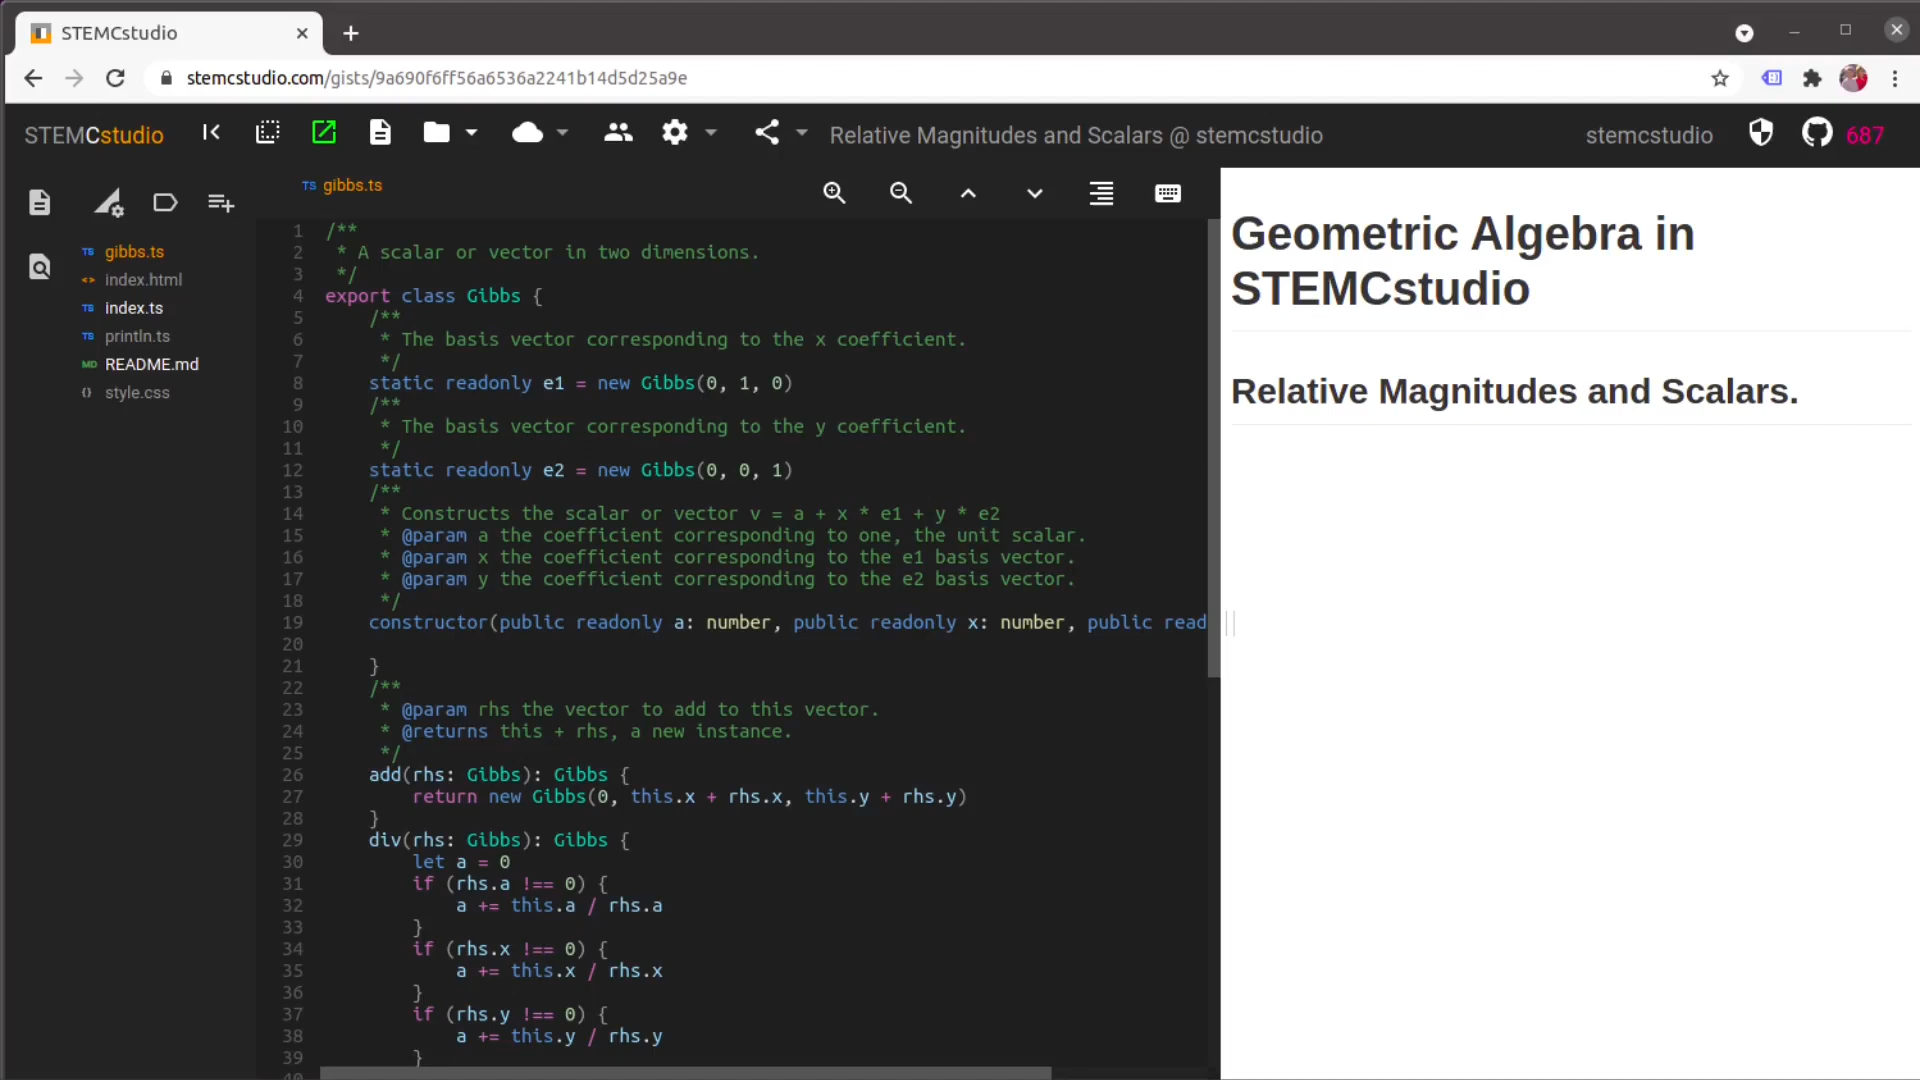 STEMCstudio
stemcstudio.com/gists/9a690f6ff56a6536a2241b14d5d25a9e
STEMCstudio
Relative Magnitudes and Scalars @ stemcstudio
stemcstudio
687
TS gibbs.ts
TS gibbs.ts
<> index.html
TS index.ts
TS println.ts
MD README.md
{} style.css
1 /**
2  * A scalar or vector in two dimensions.
3  */
4 export class Gibbs {
5     /**
6      * The basis vector corresponding to the x coefficient.
7      */
8     static readonly e1 = new Gibbs(0, 1, 0)
9     /**
10      * The basis vector corresponding to the y coefficient.
11      */
12     static readonly e2 = new Gibbs(0, 0, 1)
13     /**
14      * Constructs the scalar or vector v = a + x * e1 + y * e2
15      * @param a the coefficient corresponding to one, the unit scalar.
16      * @param x the coefficient corresponding to the e1 basis vector.
17      * @param y the coefficient corresponding to the e2 basis vector.
18      */
19     constructor(public readonly a: number, public readonly x: number, public read
20
21     }
22     /**
23      * @param rhs the vector to add to this vector.
24      * @returns this + rhs, a new instance.
25      */
26     add(rhs: Gibbs): Gibbs {
27         return new Gibbs(0, this.x + rhs.x, this.y + rhs.y)
28     }
29     div(rhs: Gibbs): Gibbs {
30         let a = 0
31         if (rhs.a !== 0) {
32             a += this.a / rhs.a
33         }
34         if (rhs.x !== 0) {
35             a += this.x / rhs.x
36         }
37         if (rhs.y !== 0) {
38             a += this.y / rhs.y
39         }
40
Geometric Algebra in
STEMCstudio
Relative Magnitudes and Scalars.